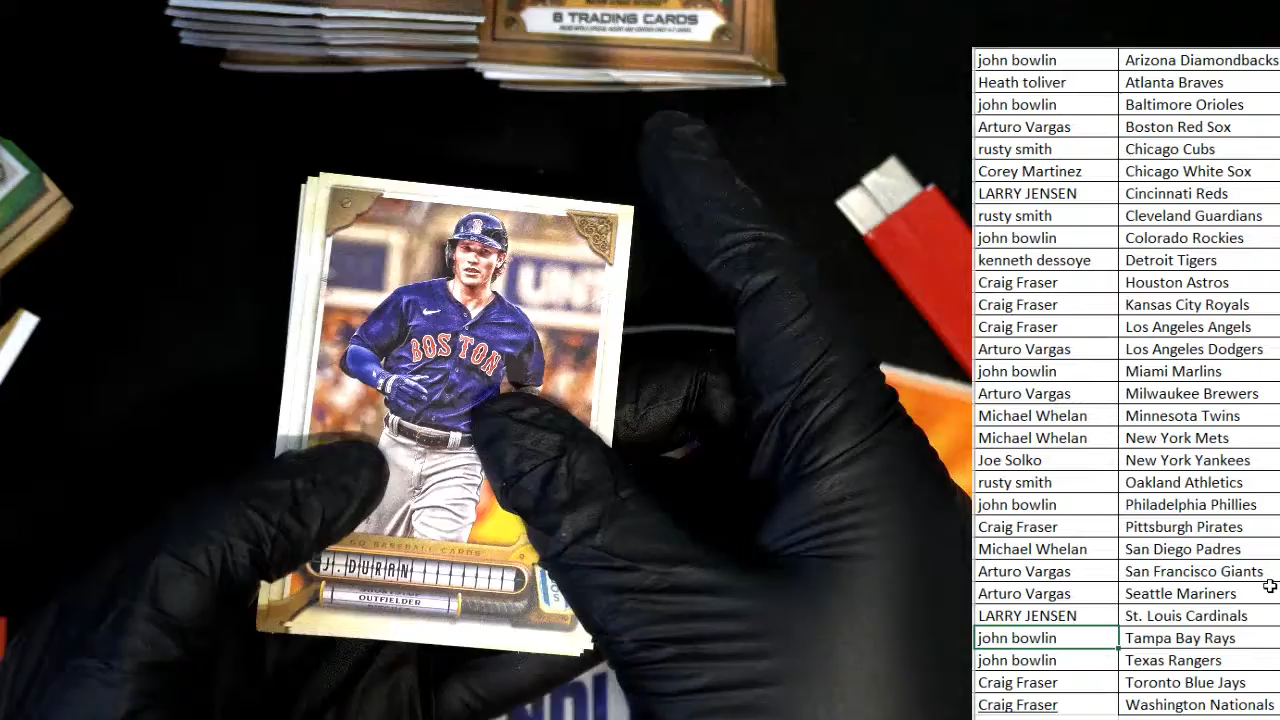 8 TRADING CARDS
BOSTON
GQ BASEBALL CARDS
J. DURAN
OUTFIELDER
john bowlin Arizona Diamondbacks
Heath toliver Atlanta Braves
john bowlin Baltimore Orioles
Arturo Vargas Boston Red Sox
rusty smith Chicago Cubs
Corey Martinez Chicago White Sox
LARRY JENSEN Cincinnati Reds
rusty smith Cleveland Guardians
john bowlin Colorado Rockies
kenneth dessoye Detroit Tigers
Craig Fraser Houston Astros
Craig Fraser Kansas City Royals
Craig Fraser Los Angeles Angels
Arturo Vargas Los Angeles Dodgers
john bowlin Miami Marlins
Arturo Vargas Milwaukee Brewers
Michael Whelan Minnesota Twins
Michael Whelan New York Mets
Joe Solko New York Yankees
rusty smith Oakland Athletics
john bowlin Philadelphia Phillies
Craig Fraser Pittsburgh Pirates
Michael Whelan San Diego Padres
Arturo Vargas San Francisco Giants
Arturo Vargas Seattle Mariners
LARRY JENSEN St. Louis Cardinals
john bowlin Tampa Bay Rays
john bowlin Texas Rangers
Craig Fraser Toronto Blue Jays
Craig Fraser Washington Nationals